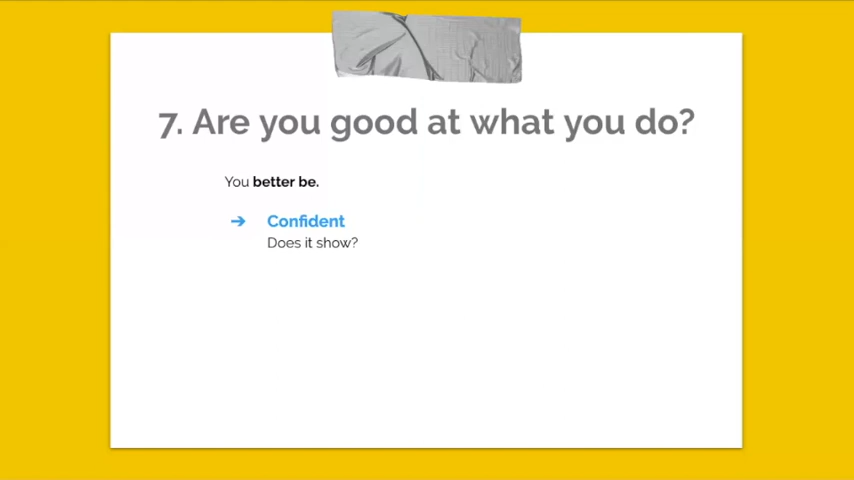 7. Are you good at what you do?
You better be.
➔ Confident
Does it show?